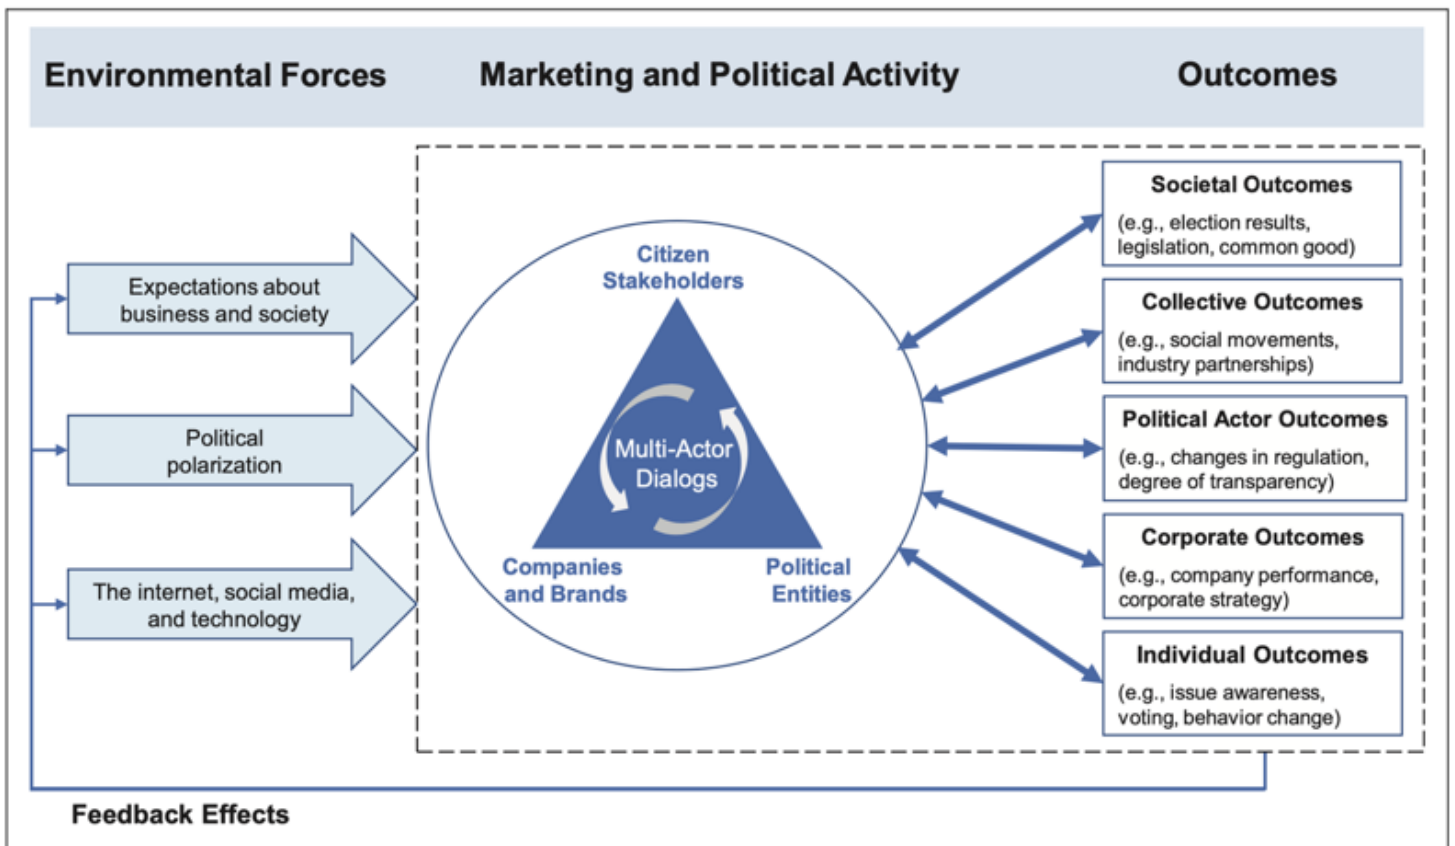 Environmental Forces
Marketing and Political Activity
Outcomes
Expectations about
business and society
Political
polarization
The internet, social media,
and technology
Citizen
Stakeholders
Multi-Actor
Dialogs
Companies
and Brands
Political
Entities
Societal Outcomes
(e.g., election results,
legislation, common good)
Collective Outcomes
(e.g., social movements,
industry partnerships)
Political Actor Outcomes
(e.g., changes in regulation,
degree of transparency)
Corporate Outcomes
(e.g., company performance,
corporate strategy)
Individual Outcomes
(e.g., issue awareness,
voting, behavior change)
Feedback Effects